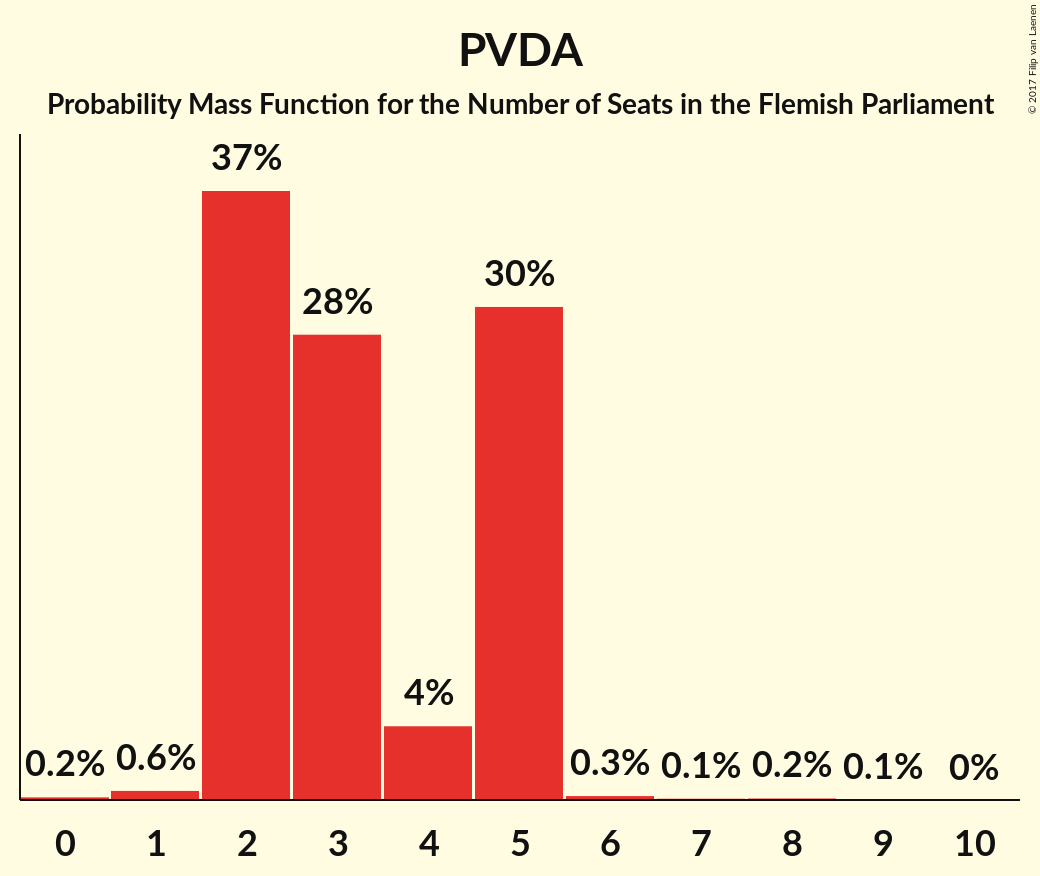 PVDA
Probability Mass Function for the Number of Seats in the Flemish Parliament
© 2017 Filip van Laenen
37%
30%
28%
4%
0.2%
0.6%
0.3%
0.1%
0.2%
0.1%
0%
0 1 2 3 4 5 6 7 8 9 10